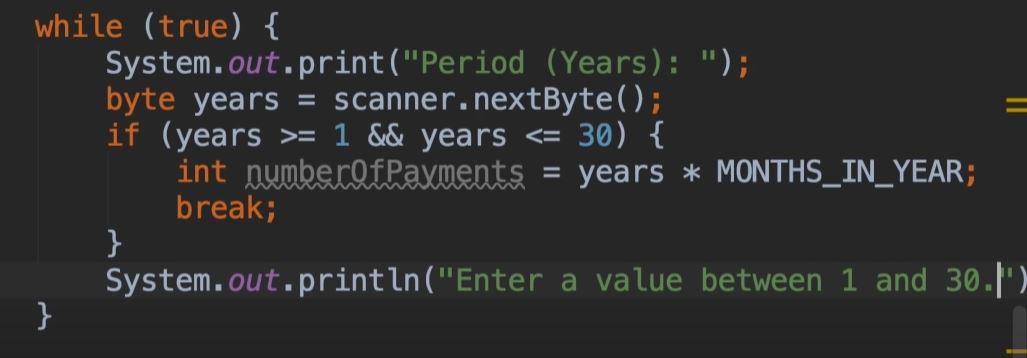 while (true) {
System.out.print("Period (Years): ");
byte years = scanner.nextByte();
if (years >= 1 && years <= 30) {
int numberOfPayments = years * MONTHS_IN_YEAR;
break;
}
System.out.println("Enter a value between 1 and 30.")
}